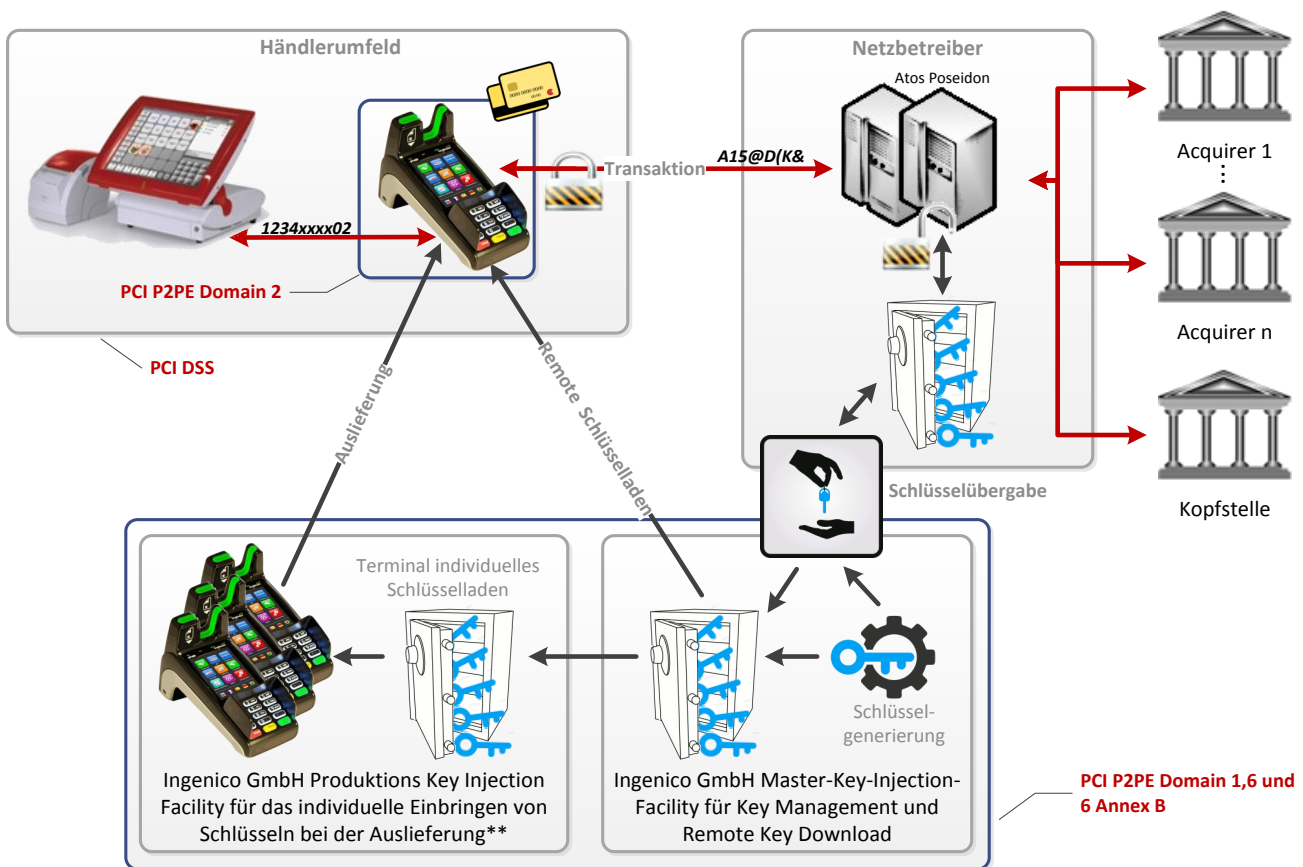 Händlerumfeld
Netzbetreiber
Atos Poseidon
Acquirer 1
⋮
Acquirer n
Kopfstelle
Transaktion
A15@D(K&
1234xxxx02
PCI P2PE Domain 2
PCI DSS
Auslieferung
Remote Schlüsselladen
Schlüsselübergabe
Terminal individuelles
Schlüsselladen
Schlüssel-
generierung
Ingenico GmbH Produktions Key Injection
Facility für das individuelle Einbringen von
Schlüsseln bei der Auslieferung**
Ingenico GmbH Master-Key-Injection-
Facility für Key Management und
Remote Key Download
PCI P2PE Domain 1,6 und
6 Annex B